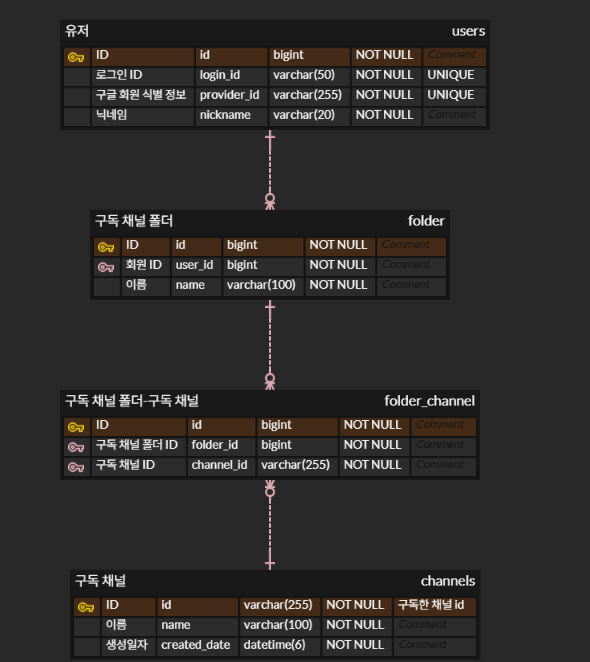 유저 users
ID id bigint NOT NULL Comment
로그인 ID login_id varchar(50) NOT NULL UNIQUE
구글 회원 식별 정보 provider_id varchar(255) NOT NULL UNIQUE
닉네임 nickname varchar(20) NOT NULL Comment
구독 채널 폴더 folder
ID id bigint NOT NULL Comment
회원 ID user_id bigint NOT NULL Comment
이름 name varchar(100) NOT NULL Comment
구독 채널 폴더-구독 채널 folder_channel
ID id bigint NOT NULL Comment
구독 채널 폴더 ID folder_id bigint NOT NULL Comment
구독 채널 ID channel_id varchar(255) NOT NULL Comment
구독 채널 channels
ID id varchar(255) NOT NULL 구독한 채널 id
이름 name varchar(100) NOT NULL Comment
생성일자 created_date datetime(6) NOT NULL Comment